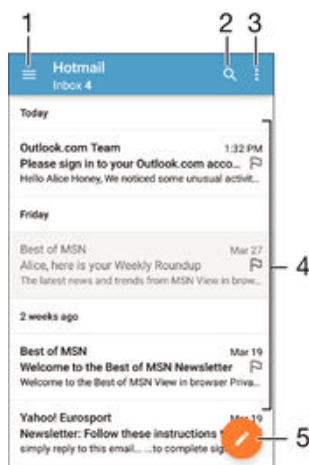 1
2
3
Hotmail
Inbox 4
Today
Outlook.com Team 1:32 PM
Please sign in to your Outlook.com acco...
Hello Alice Honey, We noticed some unusual activit...
Friday
Best of MSN Mar 27
Alice, here is your Weekly Roundup
The latest news and trends from MSN View in brow...
4
2 weeks ago
Best of MSN Mar 19
Welcome to the Best of MSN Newsletter
Welcome to the Best of MSN View in browser Priva...
Yahoo! Eurosport Mar 19
Newsletter: Follow these instructions
5
simply reply to this email... ...to complete